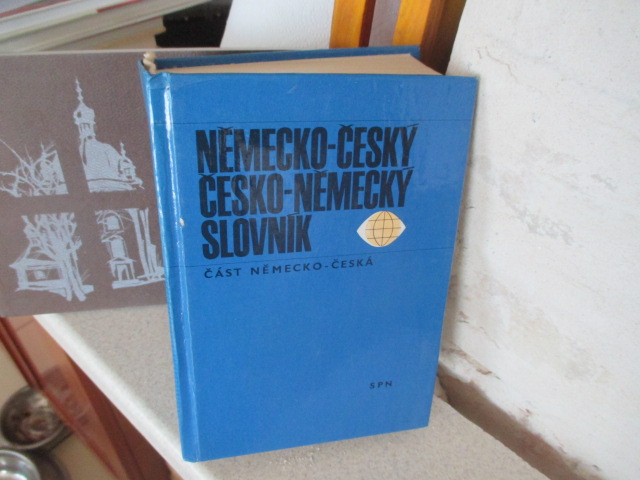 NĚMECKO-ČESKÝ
ČESKO-NĚMECKÝ
SLOVNÍK
ČÁST NĚMECKO-ČESKÁ
SPN